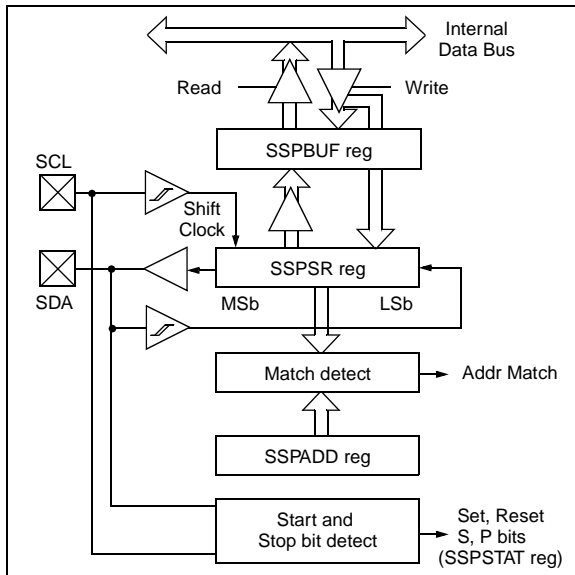 Internal
Data Bus
Read
Write
SSPBUF reg
SCL
Shift
Clock
SSPSR reg
SDA
MSb
LSb
Match detect
Addr Match
SSPADD reg
Start and
Stop bit detect
Set, Reset
S, P bits
(SSPSTAT reg)